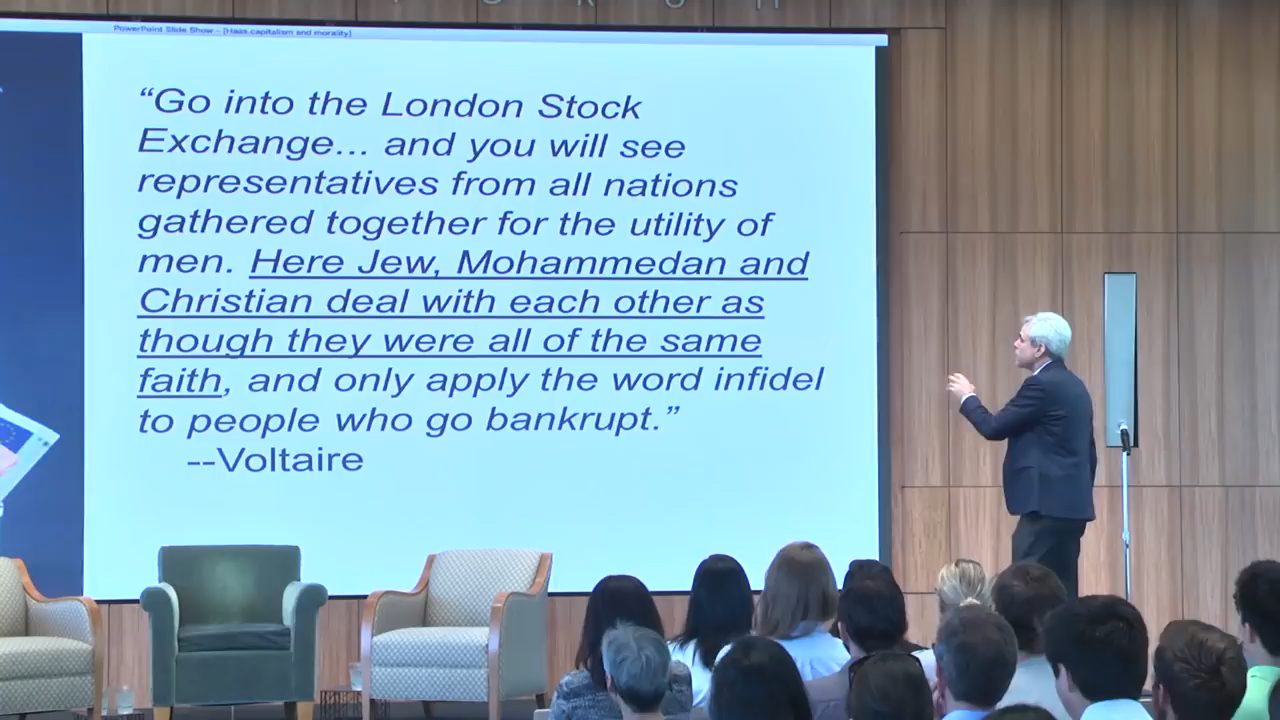 PowerPoint Slide Show - [Haas.capitalism and morality]
“Go into the London Stock
Exchange... and you will see
representatives from all nations
gathered together for the utility of
men. Here Jew, Mohammedan and
Christian deal with each other as
though they were all of the same
faith, and only apply the word infidel
to people who go bankrupt.”
--Voltaire